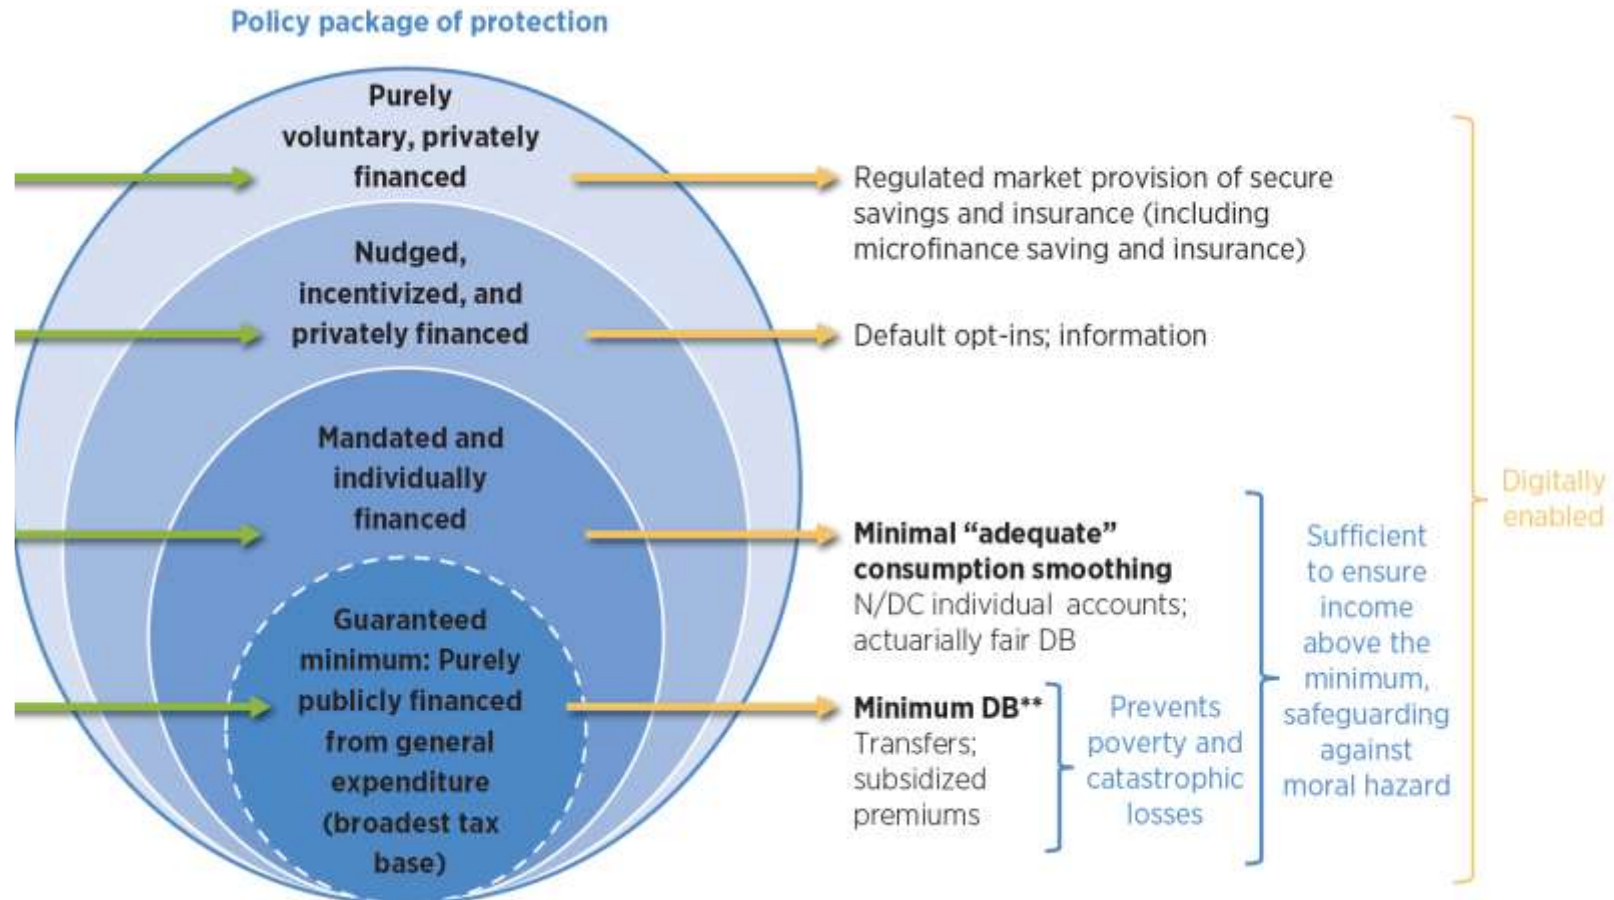 Policy package of protection
Purely
voluntary, privately
financed
Regulated market provision of secure
savings and insurance (including
microfinance saving and insurance)
Nudged,
incentivized, and
privately financed
Default opt-ins; information
Mandated and
individually
financed
Minimal “adequate”
consumption smoothing
N/DC individual accounts;
actuarially fair DB
Guaranteed
minimum: Purely
publicly financed
from general
expenditure
(broadest tax
base)
Minimum DB**
Transfers;
subsidized
premiums
Prevents
poverty and
catastrophic
losses
Sufficient
to ensure
income
above the
minimum,
safeguarding
against
moral hazard
Digitally
enabled